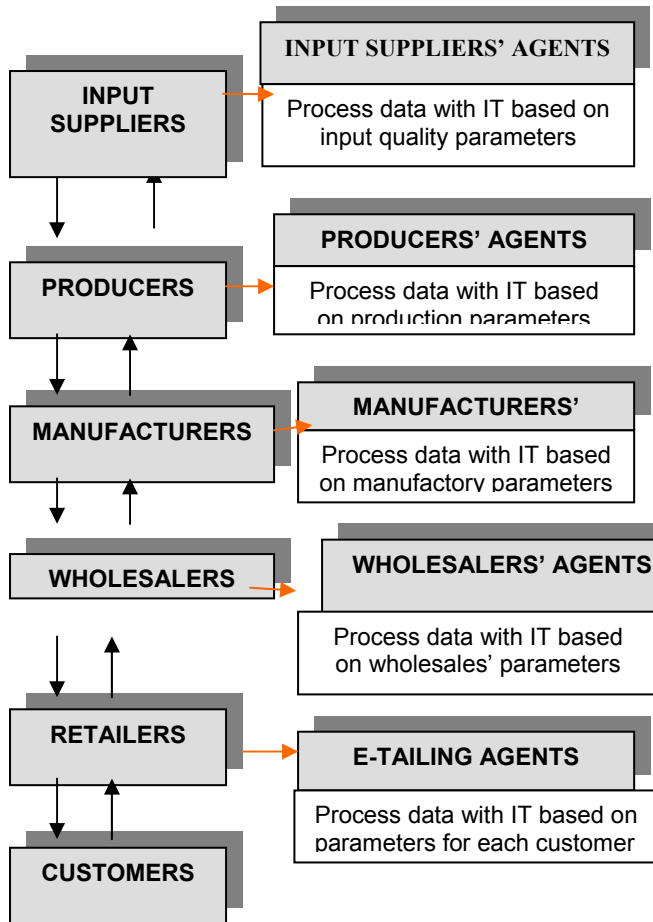 INPUT SUPPLIERS’ AGENTS
INPUT
SUPPLIERS
Process data with IT based on
input quality parameters
PRODUCERS’ AGENTS
PRODUCERS
Process data with IT based
on production parameters
MANUFACTURERS’
MANUFACTURERS
Process data with IT based
on manufactory parameters
WHOLESALERS’ AGENTS
WHOLESALERS
Process data with IT based
on wholesales’ parameters
RETAILERS
E-TAILING AGENTS
Process data with IT based on
parameters for each customer
CUSTOMERS